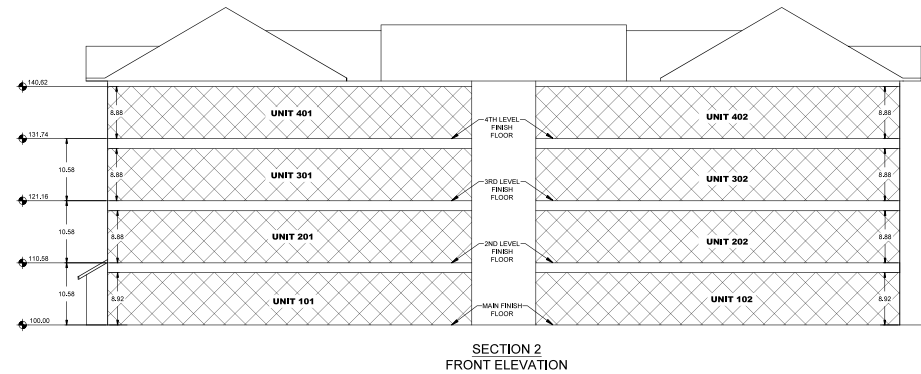 140.62
8.88
UNIT 401
4TH LEVEL
FINISH
FLOOR
UNIT 402
8.88
131.74
10.58
8.88
UNIT 301
3RD LEVEL
FINISH
FLOOR
UNIT 302
8.88
121.16
10.58
8.88
UNIT 201
2ND LEVEL
FINISH
FLOOR
UNIT 202
8.88
110.58
10.58
8.92
UNIT 101
MAIN FINISH
FLOOR
UNIT 102
8.92
100.00
SECTION 2
FRONT ELEVATION